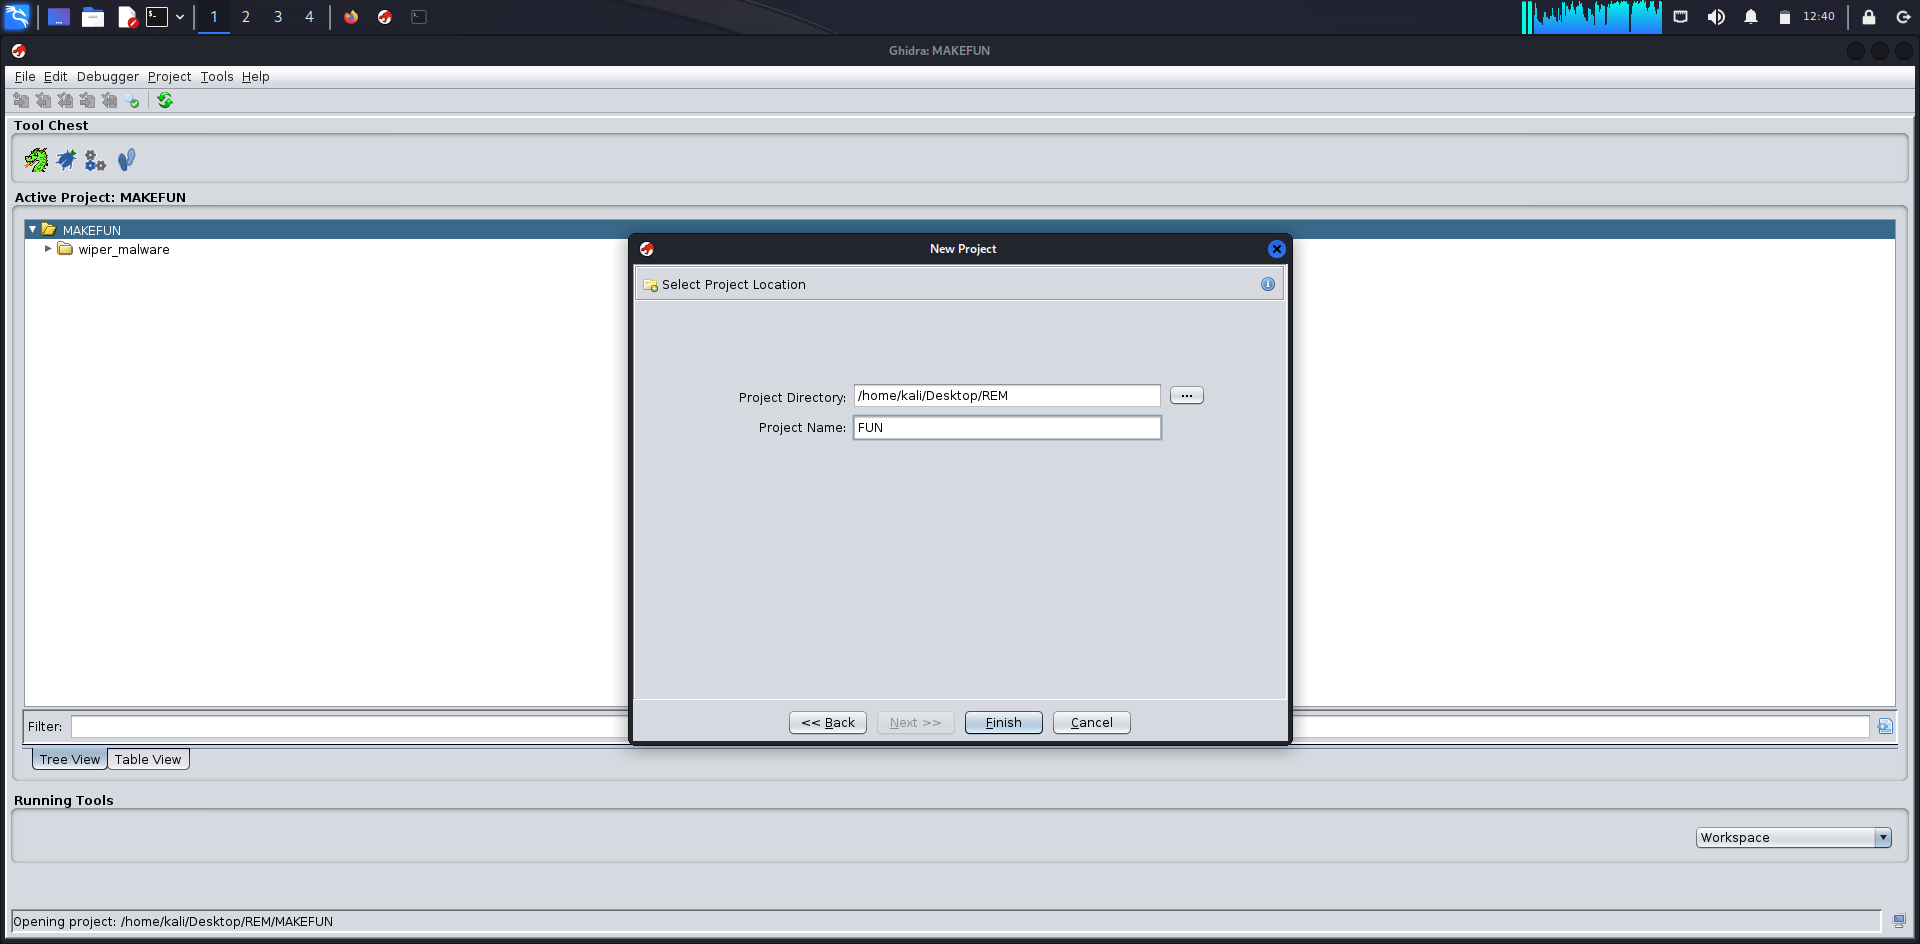 1 2 3 4
12:40
Ghidra: MAKEFUN
File Edit Debugger Project Tools Help
Tool Chest
Active Project: MAKEFUN
MAKEFUN
wiper_malware
New Project
Select Project Location
Project Directory: /home/kali/Desktop/REM ...
Project Name: FUN
<< Back Next >> Finish Cancel
Filter:
Tree View Table View
Running Tools
Workspace
Opening project: /home/kali/Desktop/REM/MAKEFUN